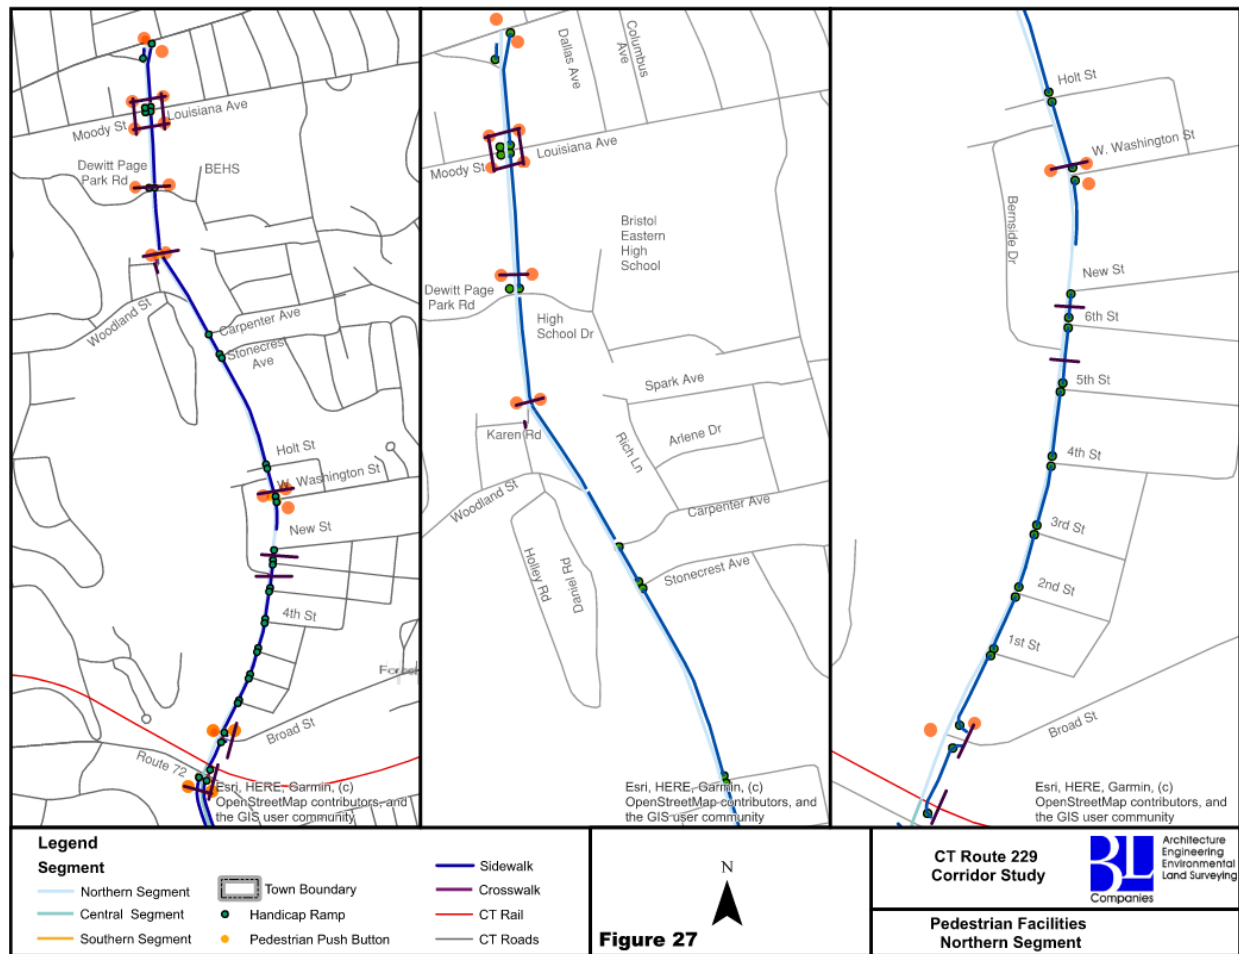 Louisiana Ave
Moody St
Dewitt Page
Park Rd
BEHS
Woodland St
Carpenter Ave
Stonecrest
Ave
Holt St
W. Washington St
New St
4th St
Broad St
Route 72
Esri, HERE, Garmin, (c)
OpenStreetMap contributors, and
the GIS user community
Dallas Ave
Columbus
Ave
Louisiana Ave
Moody St
Bristol
Eastern
High
School
Dewitt Page
Park Rd
High
School Dr
Spark Ave
Karen Rd
Rich Ln
Arlene Dr
Woodland St
Carpenter Ave
Holley Rd
Daniel Rd
Stonecrest Ave
Esri, HERE, Garmin, (c)
OpenStreetMap contributors, and
the GIS user community
Holt St
W. Washington St
Bernside Dr
New St
6th St
5th St
4th St
3rd St
2nd St
1st St
Broad St
Esri, HERE, Garmin, (c)
OpenStreetMap contributors, and
the GIS user community
Legend
Segment
Northern Segment
Central Segment
Southern Segment
Town Boundary
Handicap Ramp
Pedestrian Push Button
Sidewalk
Crosswalk
CT Rail
CT Roads
N
Figure 27
CT Route 229
Corridor Study
BL
Companies
Architecture
Engineering
Environmental
Land Surveying
Pedestrian Facilities
Northern Segment